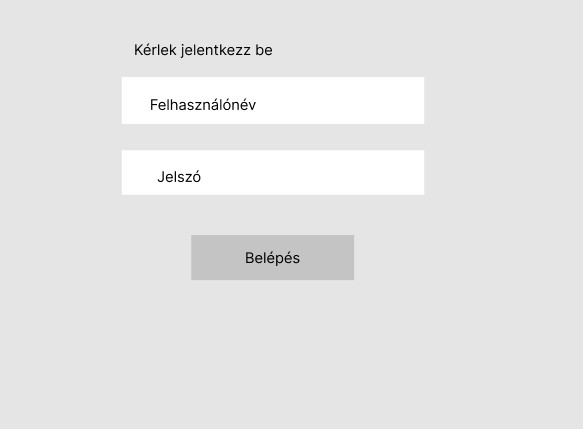 Kérlek jelentkezz be
Felhasználónév
Jelszó
Belépés